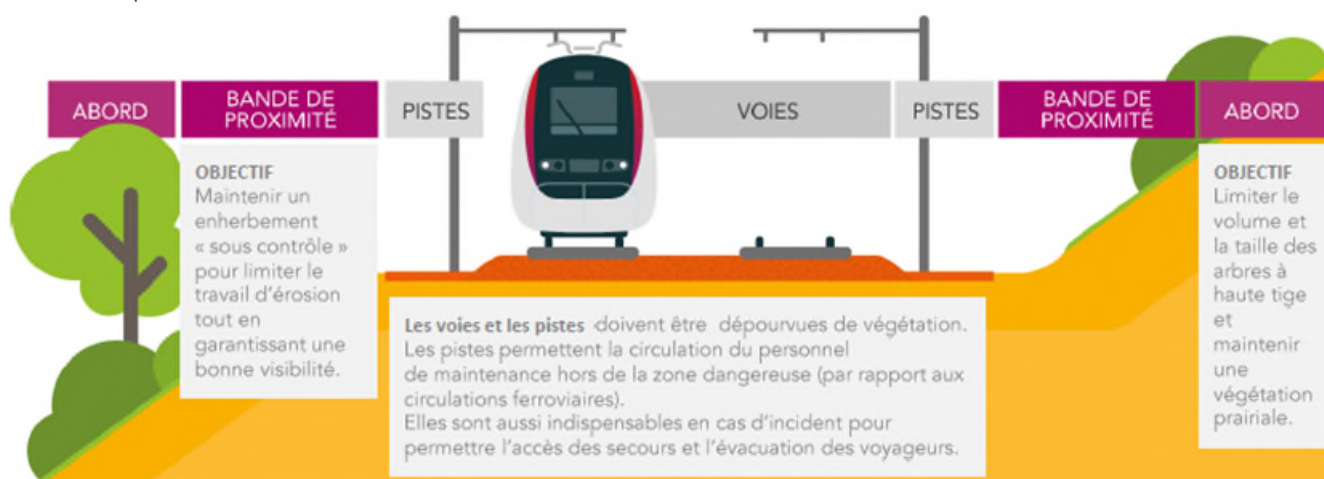 ABORD
BANDE DE
PROXIMITÉ
PISTES
VOIES
PISTES
BANDE DE
PROXIMITÉ
ABORD
OBJECTIF
Maintenir un
enherbement
« sous contrôle »
pour limiter le
travail d'érosion
tout en
garantissant une
bonne visibilité.
Les voies et les pistes doivent être dépourvues de végétation.
Les pistes permettent la circulation du personnel
de maintenance hors de la zone dangereuse (par rapport aux
circulations ferroviaires).
Elles sont aussi indispensables en cas d'incident pour
permettre l'accès des secours et l'évacuation des voyageurs.
OBJECTIF
Limiter le
volume et
la taille des
arbres à
haute tige
et
maintenir
une
végétation
prairiale.